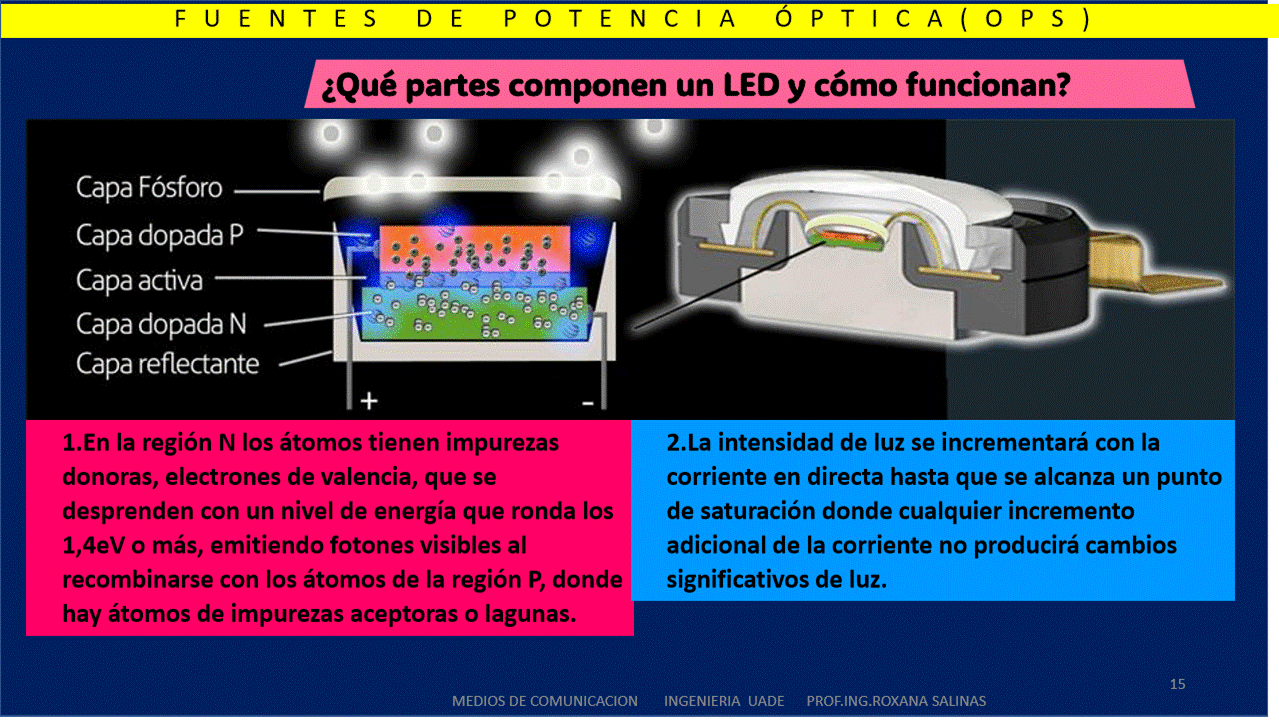 FUENTES DE POTENCIA ÓPTICA(OPS)
¿Qué partes componen un LED y cómo funcionan?
Capa Fósforo
Capa dopada P
Capa activa
Capa dopada N
Capa reflectante
+ -
1.En la región N los átomos tienen impurezas
donoras, electrones de valencia, que se
desprenden con un nivel de energía que ronda los
1,4eV o más, emitiendo fotones visibles al
recombinarse con los átomos de la región P, donde
hay átomos de impurezas aceptoras o lagunas.
2.La intensidad de luz se incrementará con la
corriente en directa hasta que se alcanza un punto
de saturación donde cualquier incremento
adicional de la corriente no producirá cambios
significativos de luz.
15
MEDIOS DE COMUNICACION INGENIERIA UADE PROF.ING.ROXANA SALINAS